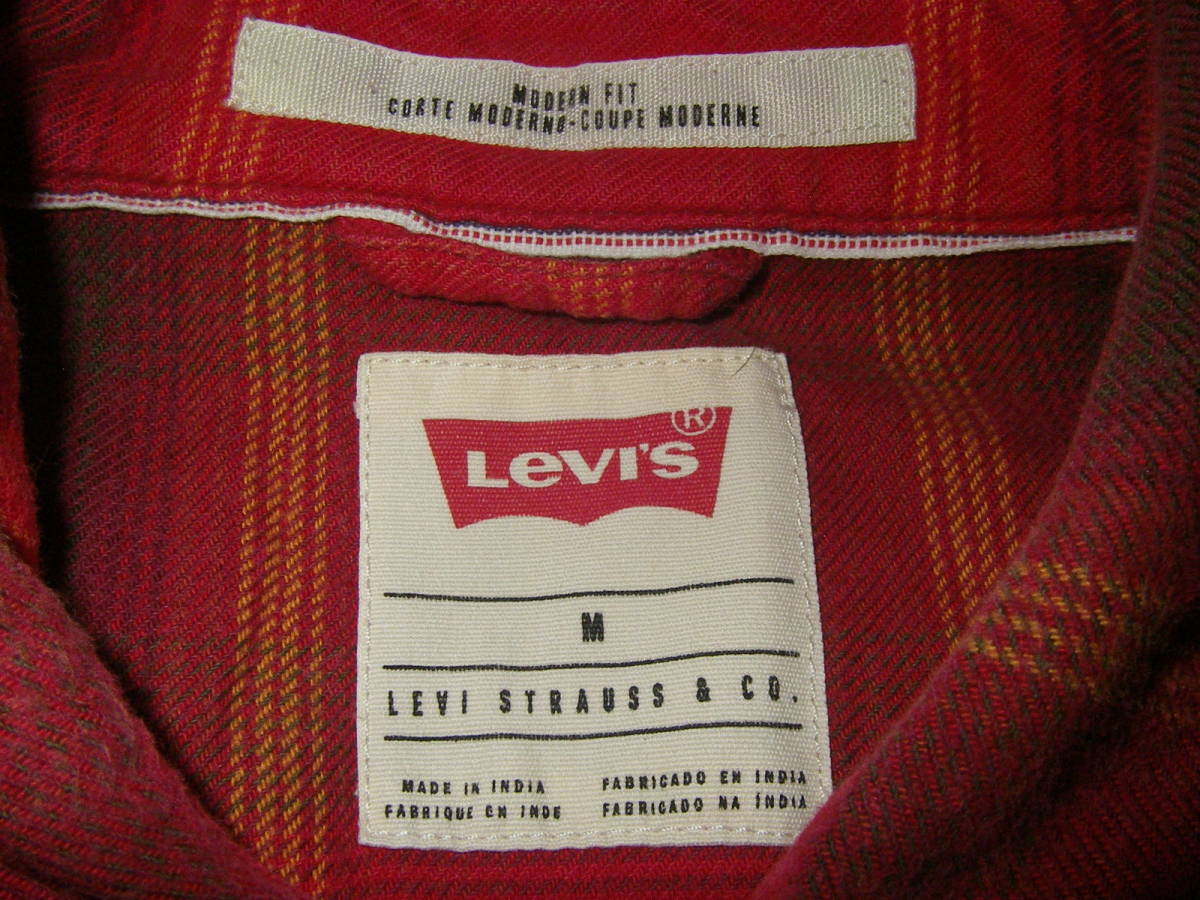 MODERN FIT
CORTE MODERNO-COUPE MODERNE
LEVI'S®
M
LEVI STRAUSS & CO.
MADE IN INDIA
FABRIQUE EN INDE
FABRICADO EN INDIA
FABRICADO NA ÍNDIA